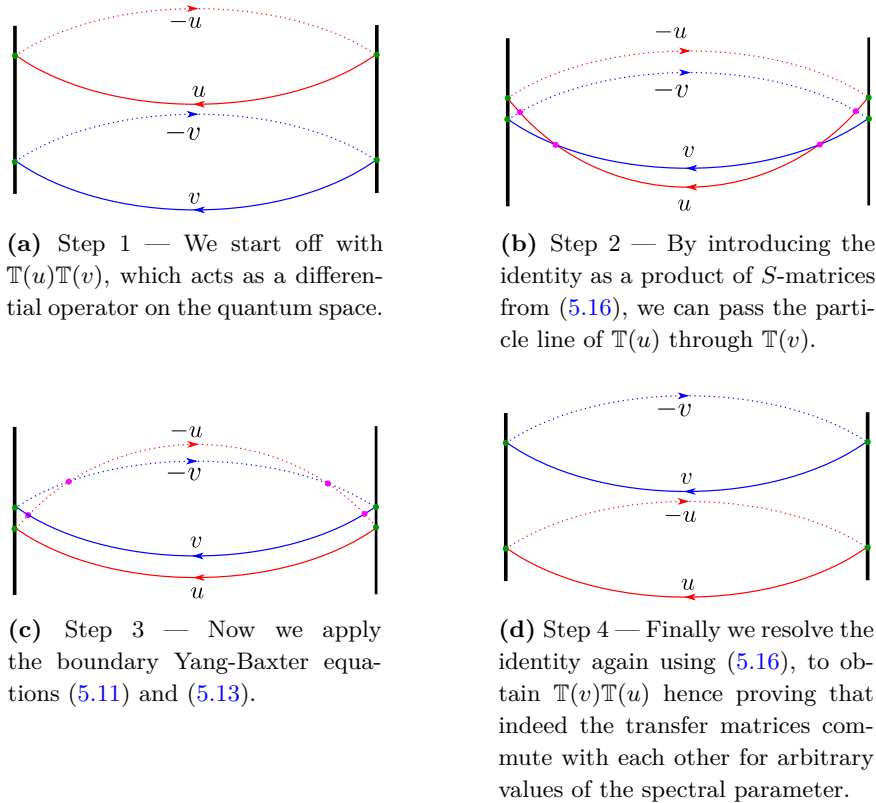 −u
u
−v
v
(a) Step 1 — We start off with
𝕋(u)𝕋(v), which acts as a differen-
tial operator on the quantum space.
−u
−v
v
u
(b) Step 2 — By introducing the
identity as a product of S-matrices
from (5.16), we can pass the parti-
cle line of 𝕋(u) through 𝕋(v).
−u
−v
v
u
(c) Step 3 — Now we apply
the boundary Yang-Baxter equa-
tions (5.11) and (5.13).
−v
v
−u
u
(d) Step 4 — Finally we resolve the
identity again using (5.16), to ob-
tain 𝕋(v)𝕋(u) hence proving that
indeed the transfer matrices com-
mute with each other for arbitrary
values of the spectral parameter.